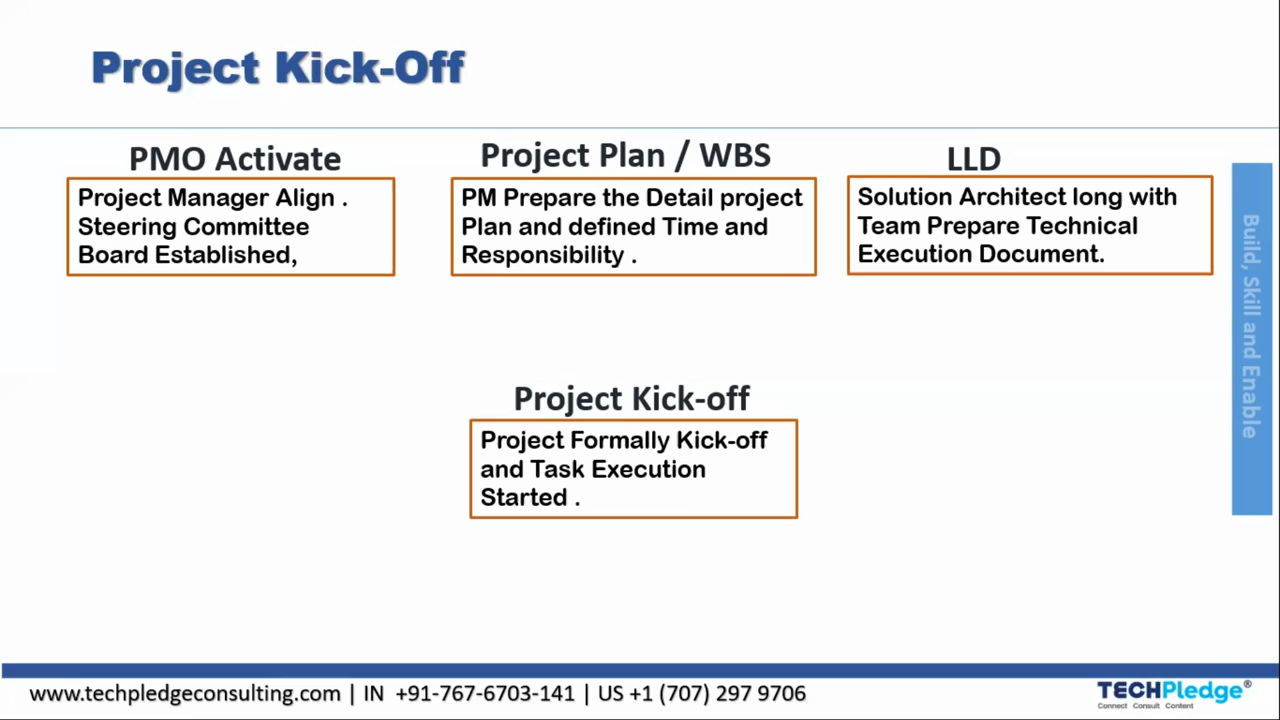 Project Kick-Off
PMO Activate
Project Manager Align .
Steering Committee
Board Established,
Project Plan / WBS
PM Prepare the Detail project
Plan and defined Time and
Responsibility .
LLD
Solution Architect long with
Team Prepare Technical
Execution Document.
Build, Skill and Enable
Project Kick-off
Project Formally Kick-off
and Task Execution
Started .
www.techpledgeconsulting.com | IN +91-767-6703-141 | US +1 (707) 297 9706
TECHPledge®
Connect Consult Content